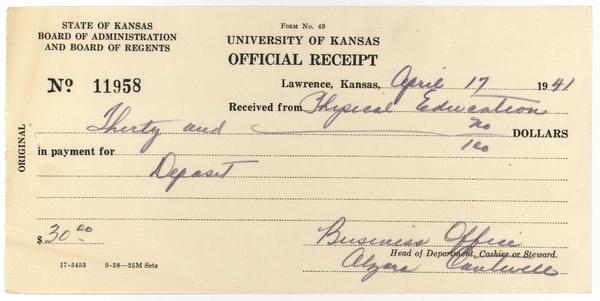 STATE OF KANSAS
BOARD OF ADMINISTRATION
AND BOARD OF REGENTS
FORM NO. 49
UNIVERSITY OF KANSAS
OFFICIAL RECEIPT
No. 11958
Lawrence, Kansas, April 17 1941
Received from Physical Education
Thirty and no/100 DOLLARS
in payment for
Deposit
ORIGINAL
$30.00
Business Office
Head of Department, Cashier or Steward.
17-5453 9-38-25M Sets
Cantwell